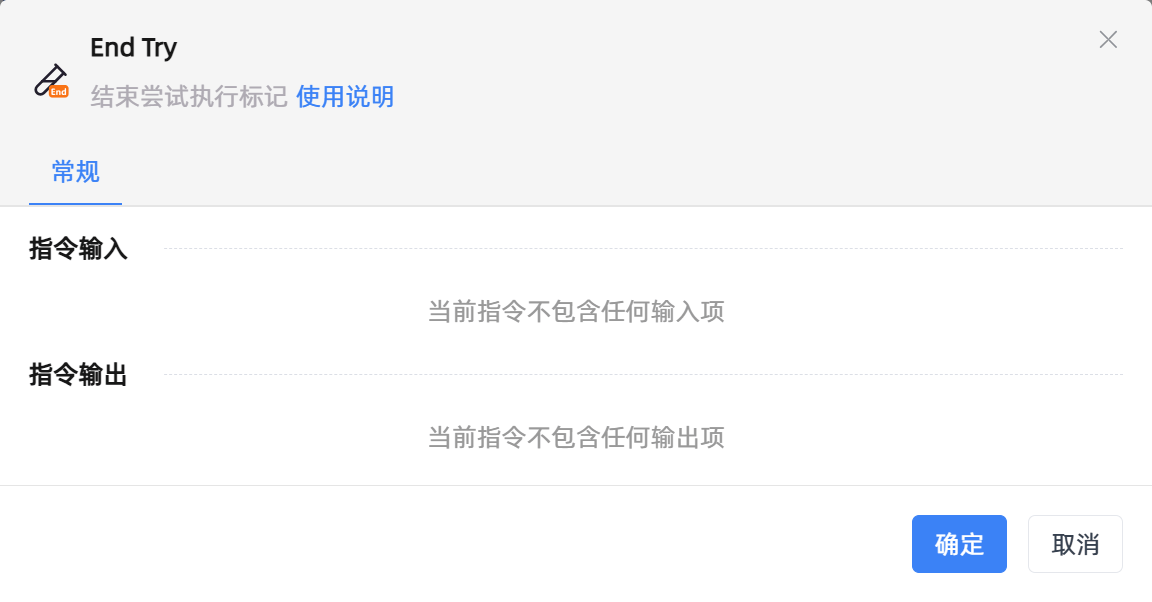 End Try
End
结束尝试执行标记 使用说明
常规
指令输入
当前指令不包含任何输入项
指令输出
当前指令不包含任何输出项
确定 取消